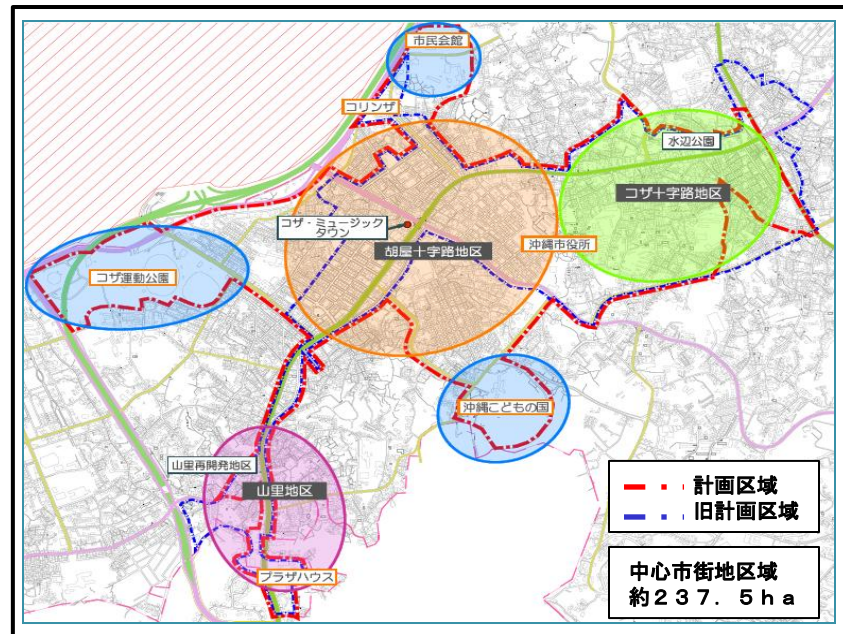 市民会館
コリンザ
水辺公園
コザ十字路地区
コザ・ミュージック
タウン
胡屋十字路地区
沖縄市役所
コザ運動公園
沖縄こどもの国
山里再開発地区
山里地区
プラザハウス
計画区域
旧計画区域
中心市街地区域
約２３７．５ｈａ